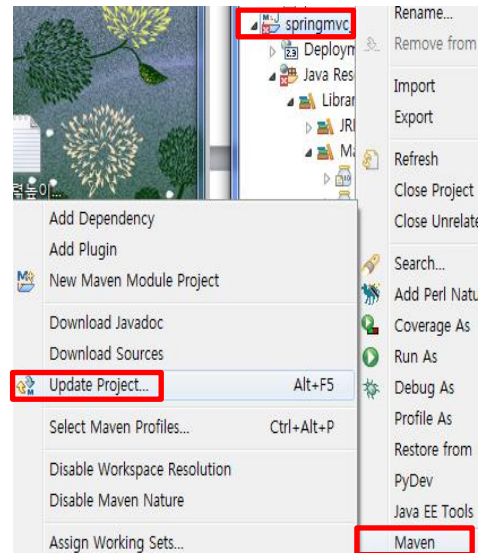 springmvc
Deploym
Java Res
Librar
JRI
Ma
Rename...
Remove from
Import
Export
Refresh
Close Project
Close Unrelate
Search...
Add Perl Natu
Coverage As
Run As
Debug As
Profile As
Restore from
PyDev
Java EE Tools
Maven
Add Dependency
Add Plugin
New Maven Module Project
Download Javadoc
Download Sources
Update Project... Alt+F5
Select Maven Profiles... Ctrl+Alt+P
Disable Workspace Resolution
Disable Maven Nature
Assign Working Sets...